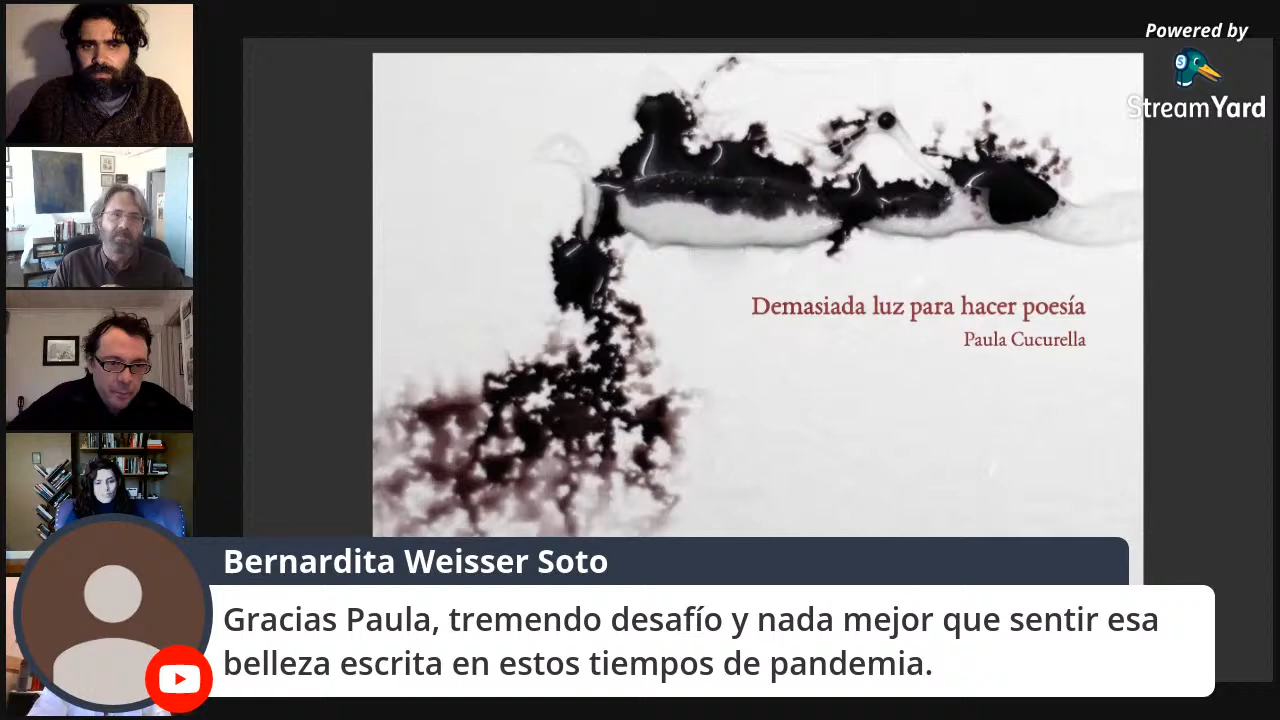 Powered by
StreamYard
Demasiada luz para hacer poesía
Paula Cucurella
Bernardita Weisser Soto
Gracias Paula, tremendo desafío y nada mejor que sentir esa
belleza escrita en estos tiempos de pandemia.